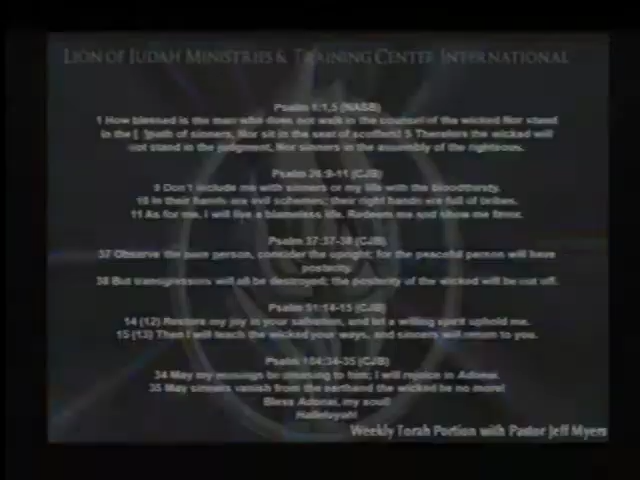 LION OF JUDAH MINISTRIES & TRAINING CENTER INTERNATIONAL
Psalm 1:1,5 (NASB)
1 How blessed is the man who does not walk in the counsel of the wicked Nor stand
in the [ ]path of sinners, Nor sit in the seat of scoffers! 5 Therefore the wicked will
not stand in the judgment, Nor sinners in the assembly of the righteous.
Psalm 26:9-11 (CJB)
9 Don't include me with sinners or my life with the bloodthirsty.
10 In their hands are evil schemes; their right hands are full of bribes.
11 As for me, I will live a blameless life. Redeem me and show me favor.
Psalm 37:37-38 (CJB)
37 Observe the pure person, consider the upright; for the peaceful person will have
posterity.
38 But transgressors will all be destroyed; the posterity of the wicked will be cut off.
Psalm 51:14-15 (CJB)
14 (12) Restore my joy in your salvation, and let a willing spirit uphold me.
15 (13) Then I will teach the wicked your ways, and sinners will return to you.
Psalm 104:34-35 (CJB)
34 May my musings be pleasing to him; I will rejoice in Adonai.
35 May sinners vanish from the earth and the wicked be no more!
Bless Adonai, my soul!
Halleluyah!
Weekly Torah Portion with Pastor Jeff Myers